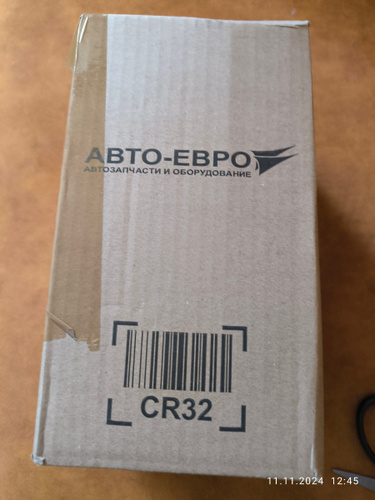 АВТО-ЕВРО
АВТОЗАПЧАСТИ И ОБОРУДОВАНИЕ
CR32
11.11.2024 12:45